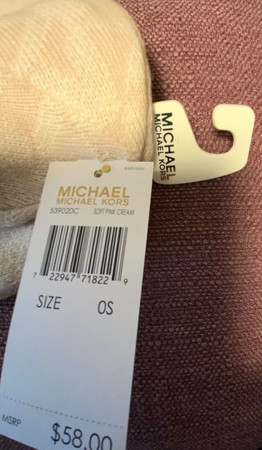 MICHAEL
MICHAEL KORS
MICHAEL
MICHAEL KORS
539020C SOFT PINK CREAM
7 22947 71822 9
SIZE OS
MSRP $58.00